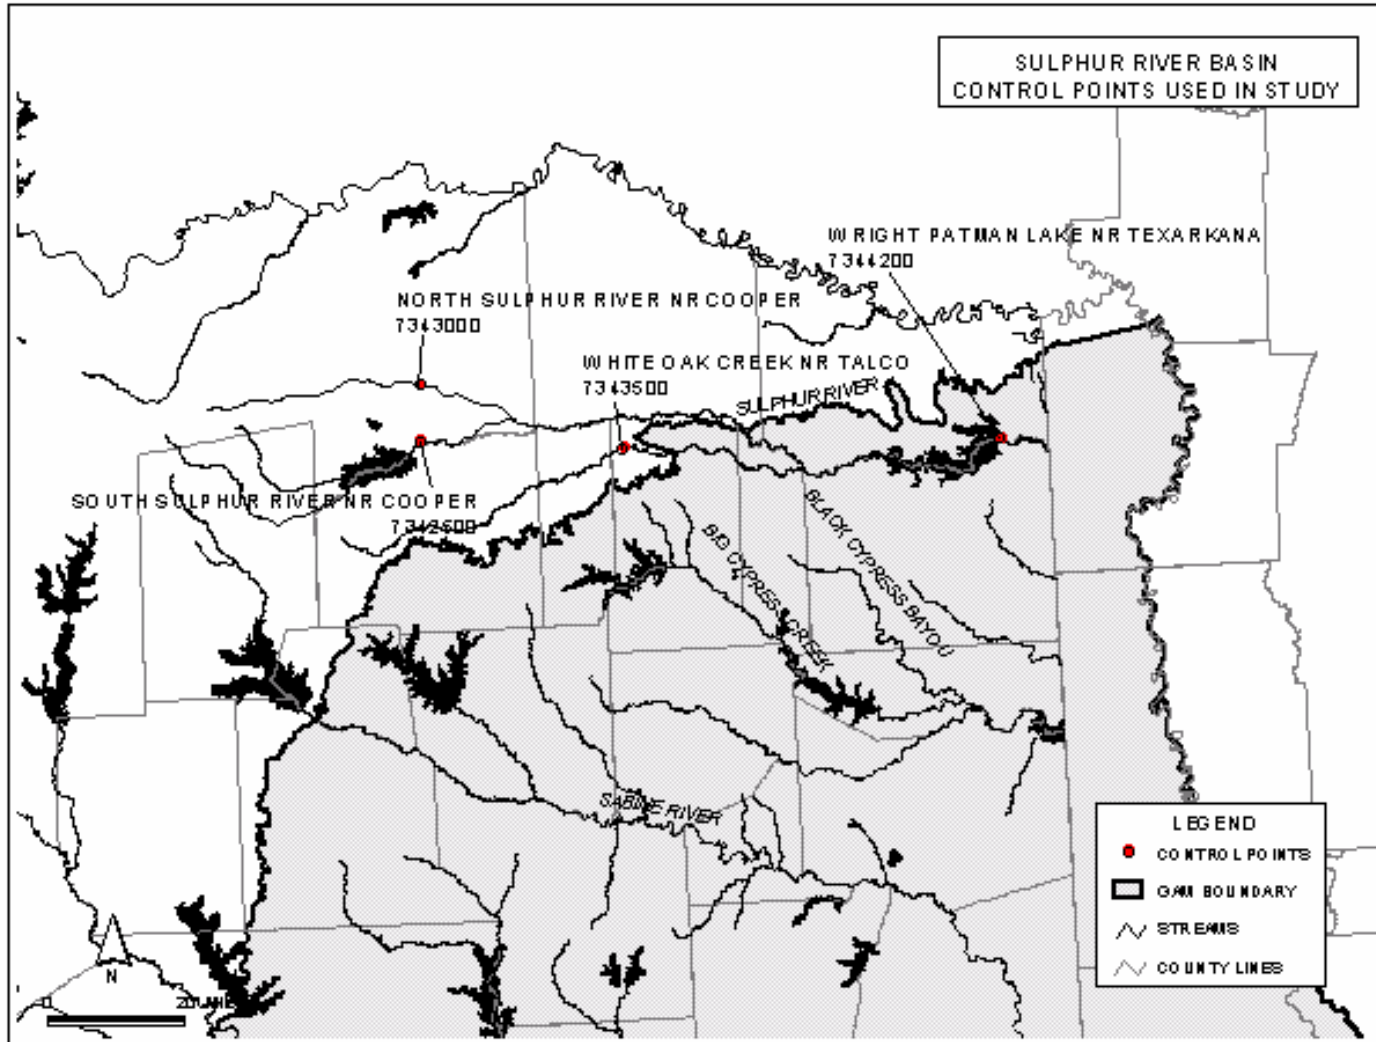 SULPHUR RIVER BASIN
CONTROL POINTS USED IN STUDY
WRIGHT PATMAN LAKE NR TEXARKANA
7344200
NORTH SULPHUR RIVER NR COOPER
7343000
WHITE OAK CREEK NR TALCO
7343500
SULPHUR RIVER
SOUTH SULPHUR RIVER NR COOPER
7342500
BIG CYPRESS CREEK
BLACK CYPRESS BAYOU
SABINE RIVER
LEGEND
CONTROL POINTS
GAM BOUNDARY
STREAMS
COUNTY LINES
N
0